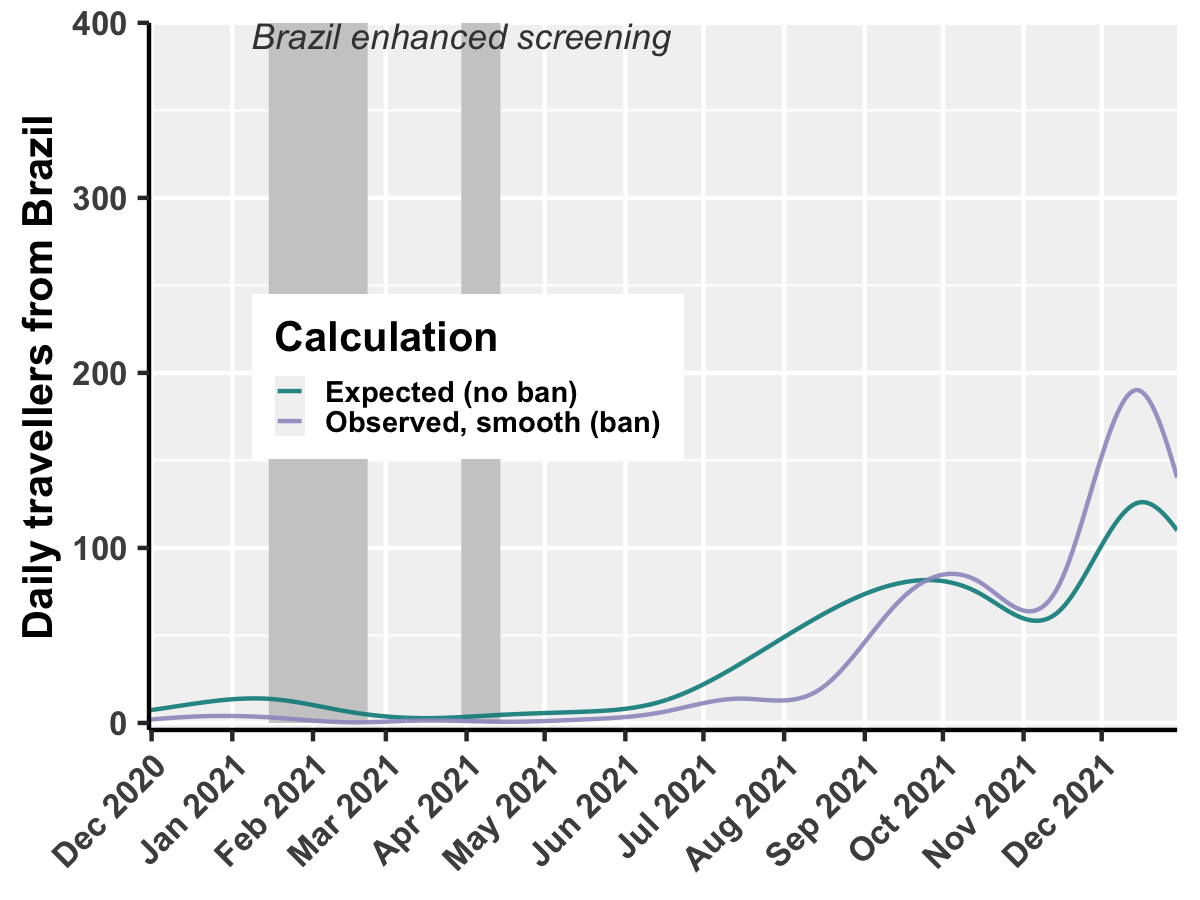 Brazil enhanced screening
Daily travellers from Brazil
400
300
200
100
0
Calculation
Expected (no ban)
Observed, smooth (ban)
Dec 2020
Jan 2021
Feb 2021
Mar 2021
Apr 2021
May 2021
Jun 2021
Jul 2021
Aug 2021
Sep 2021
Oct 2021
Nov 2021
Dec 2021